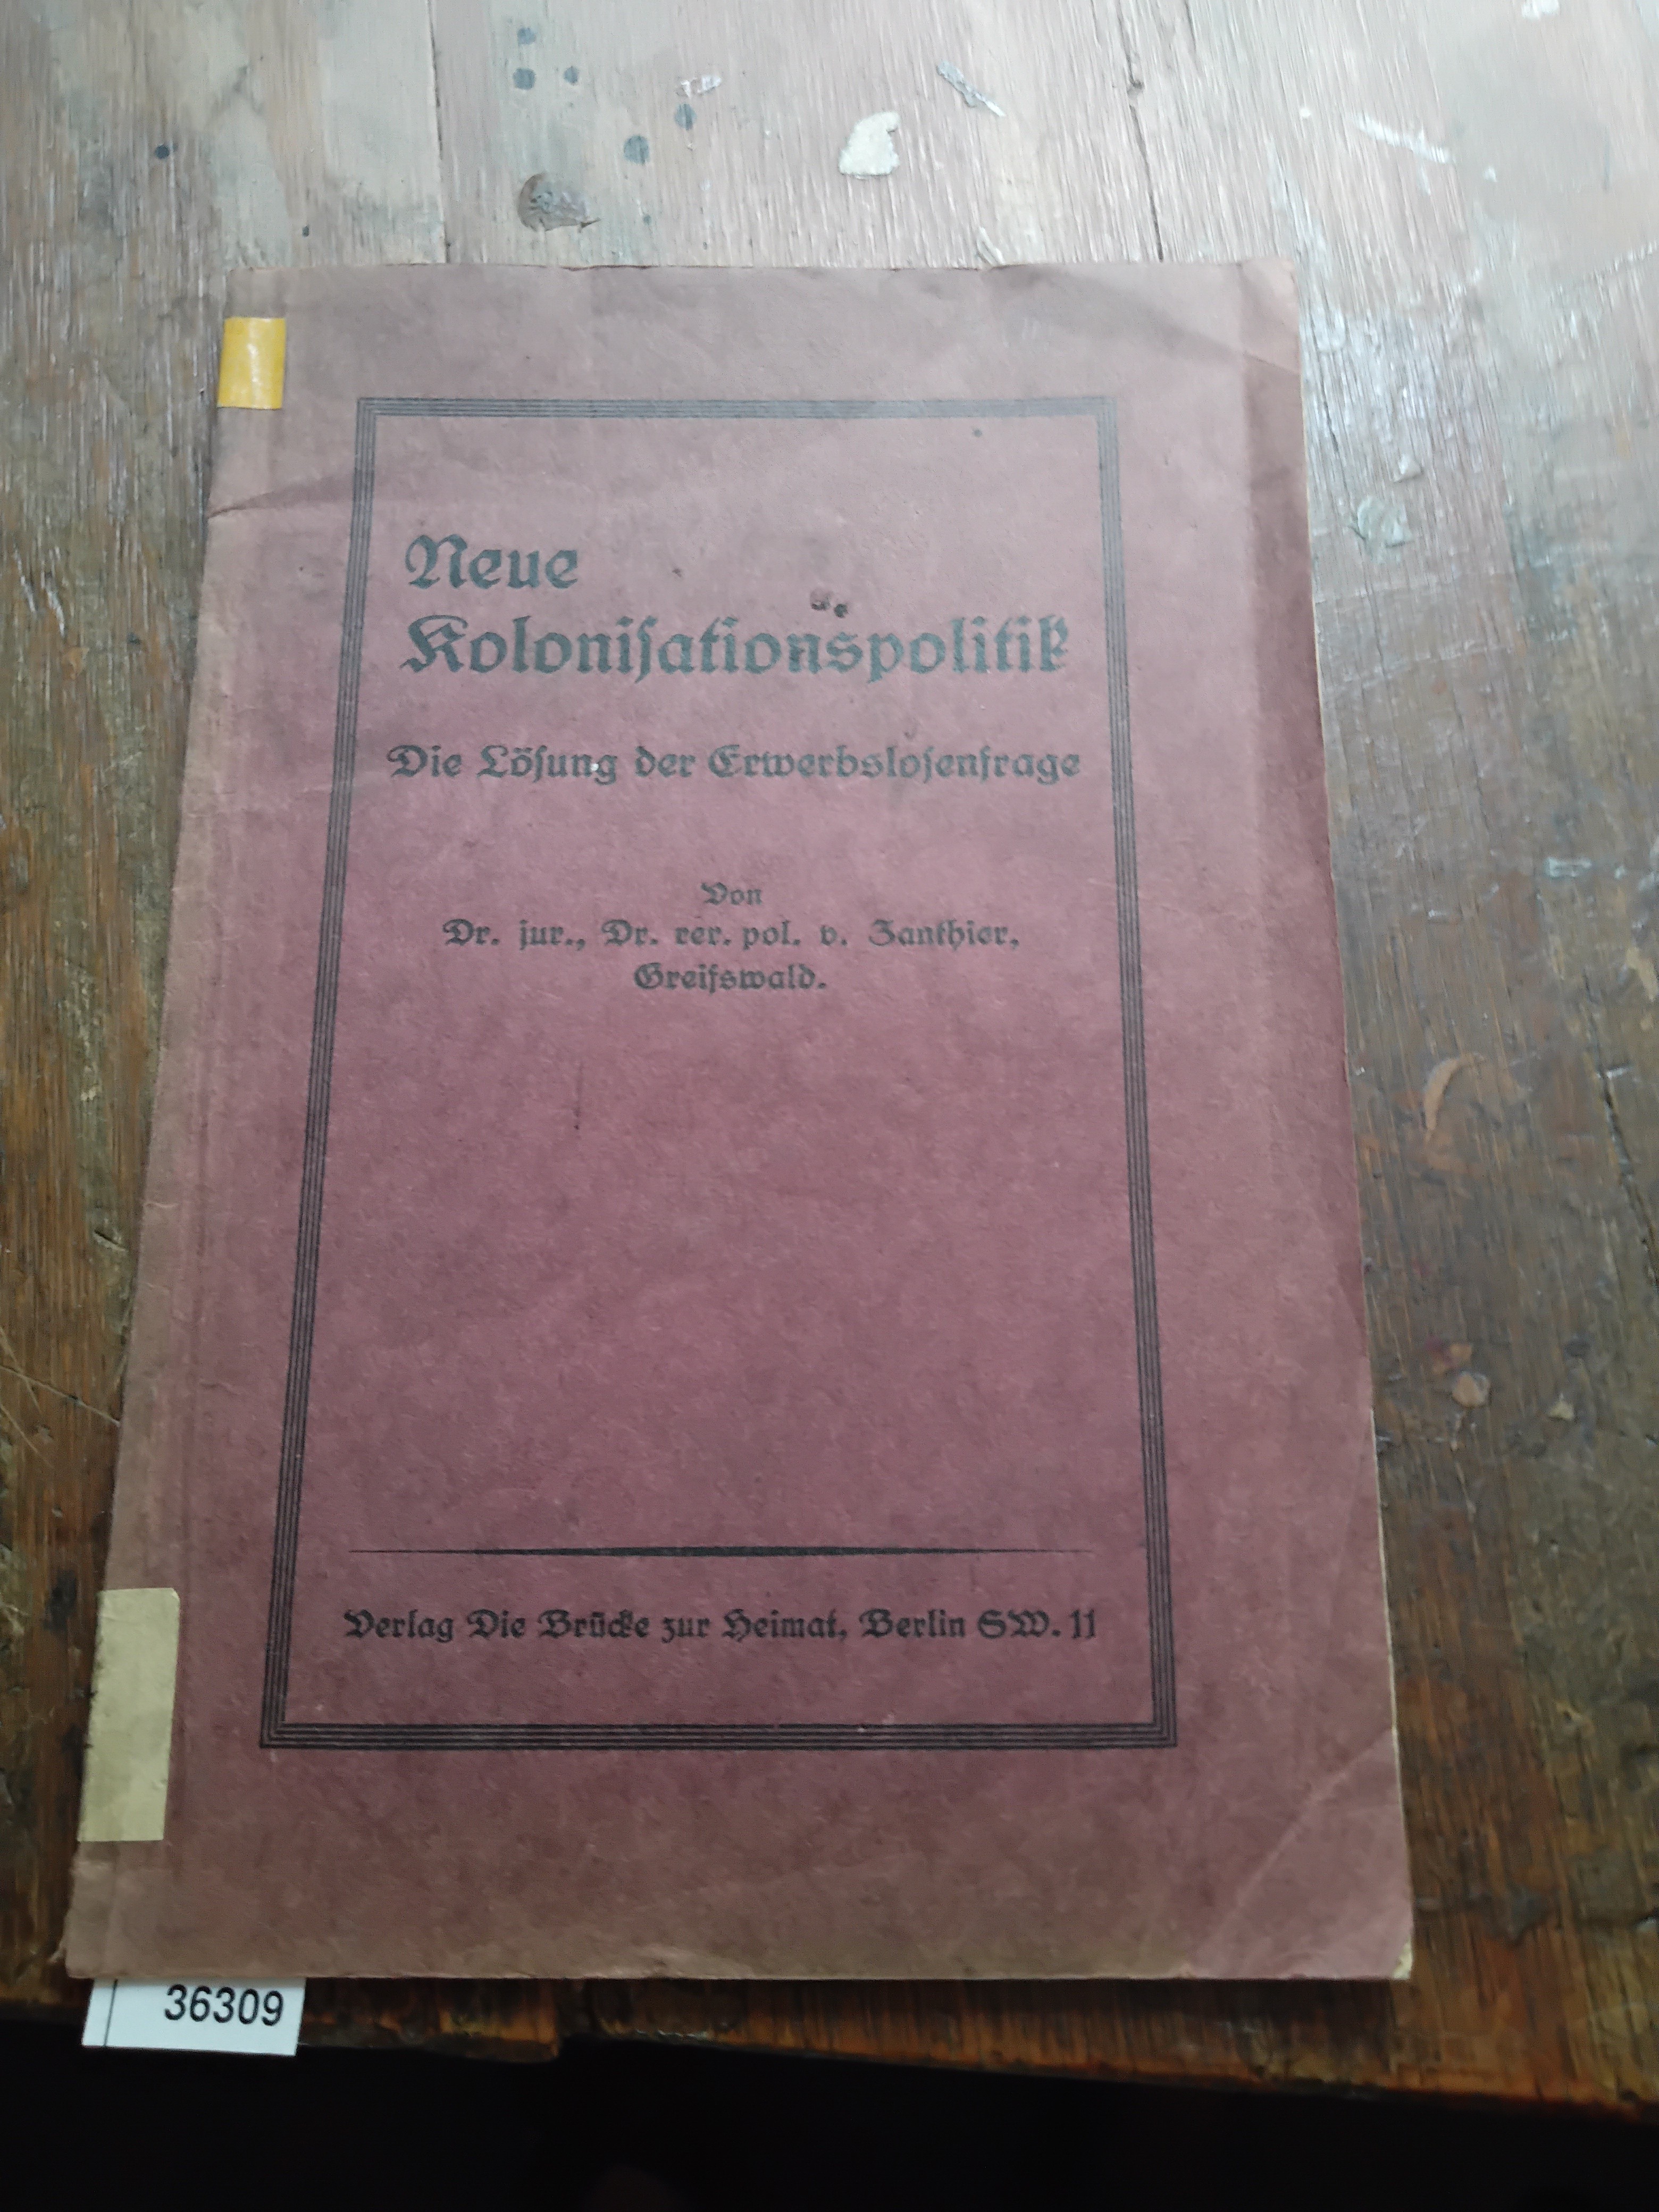 Neue
Koloniſationspolitik
Die Löſung der Erwerbsloſenfrage
Von
Dr. jur., Dr. rer. pol. v. Zanthier,
Greifswald.
Verlag Die Brücke zur Heimat, Berlin SW. 11
36309